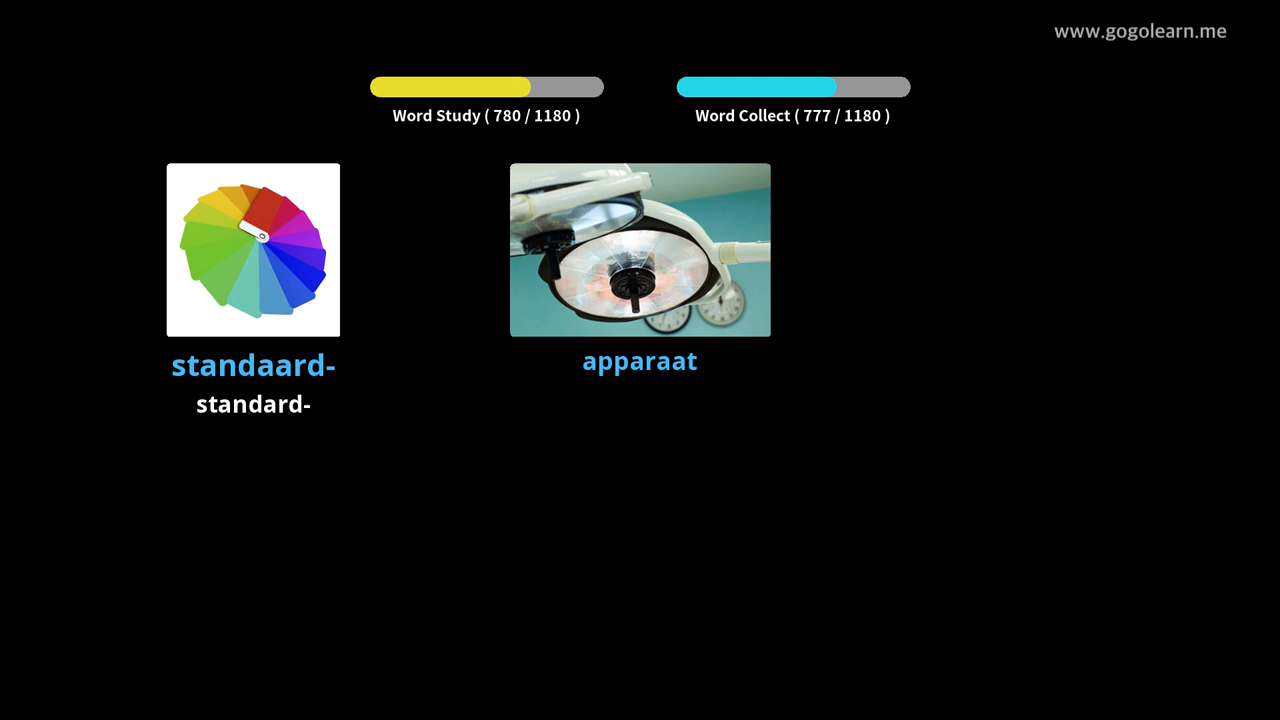 www.gogolearn.me
Word Study ( 780 / 1180 )
Word Collect ( 777 / 1180 )
standaard-
standard-
apparaat